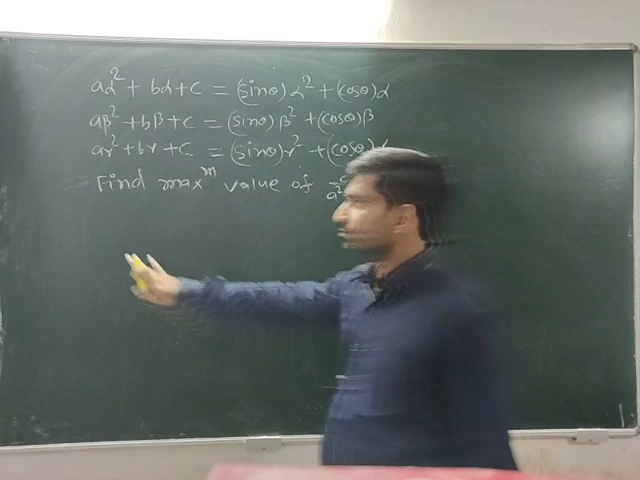 aα² + bα + c = (sinθ) α² + (cosθ)α
aβ² + bβ + c = (sinθ) β² + (cosθ)β
aγ² + bγ + c = (sinθ) γ² + (cosθ) γ
Find maxᵐ value of